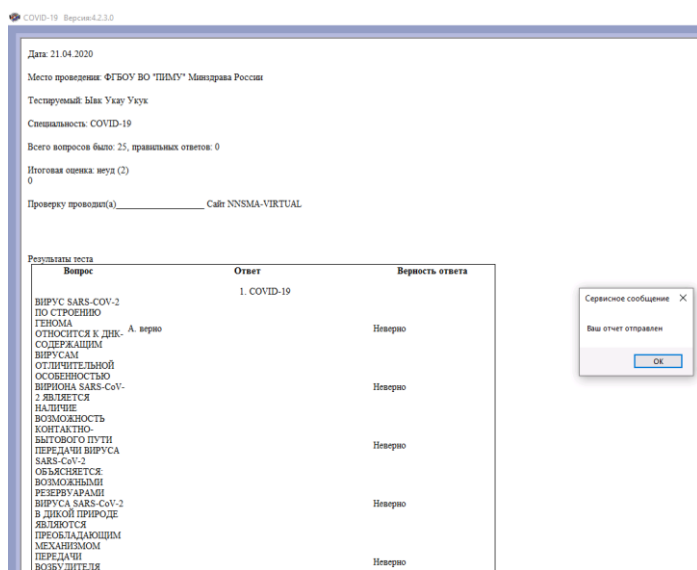 COVID-19 Версия:4.2.3.0
Дата: 21.04.2020
Место проведения: ФГБОУ ВО "ПИМУ" Минздрава России
Тестируемый: Ывк Укау Укук
Специальность: COVID-19
Всего вопросов было: 25, правильных ответов: 0
Итоговая оценка: неуд (2)
0
Проверку проводил(а)____________________ Сайт NNSMA-VIRTUAL
Результаты теста
Вопрос Ответ Верность ответа
1. COVID-19
ВИРУС SARS-COV-2
ПО СТРОЕНИЮ
ГЕНОМА
ОТНОСИТСЯ К ДНК- А. верно Неверно
СОДЕРЖАЩИМ
ВИРУСАМ
ОТЛИЧИТЕЛЬНОЙ
ОСОБЕННОСТЬЮ
ВИРИОНА SARS-CoV- Неверно
2 ЯВЛЯЕТСЯ
НАЛИЧИЕ
ВОЗМОЖНОСТЬ
КОНТАКТНО-
БЫТОВОГО ПУТИ
ПЕРЕДАЧИ ВИРУСА Неверно
SARS-CoV-2
ОБЪЯСНЯЕТСЯ:
ВОЗМОЖНЫМИ
РЕЗЕРВУАРАМИ
ВИРУСА SARS-CoV-2 Неверно
В ДИКОЙ ПРИРОДЕ
ЯВЛЯЮТСЯ
ПРЕОБЛАДАЮЩИМ
МЕХАНИЗМОМ
ПЕРЕДАЧИ Неверно
ВОЗБУДИТЕЛЯ
Сервисное сообщение
Ваш отчет отправлен
ОК